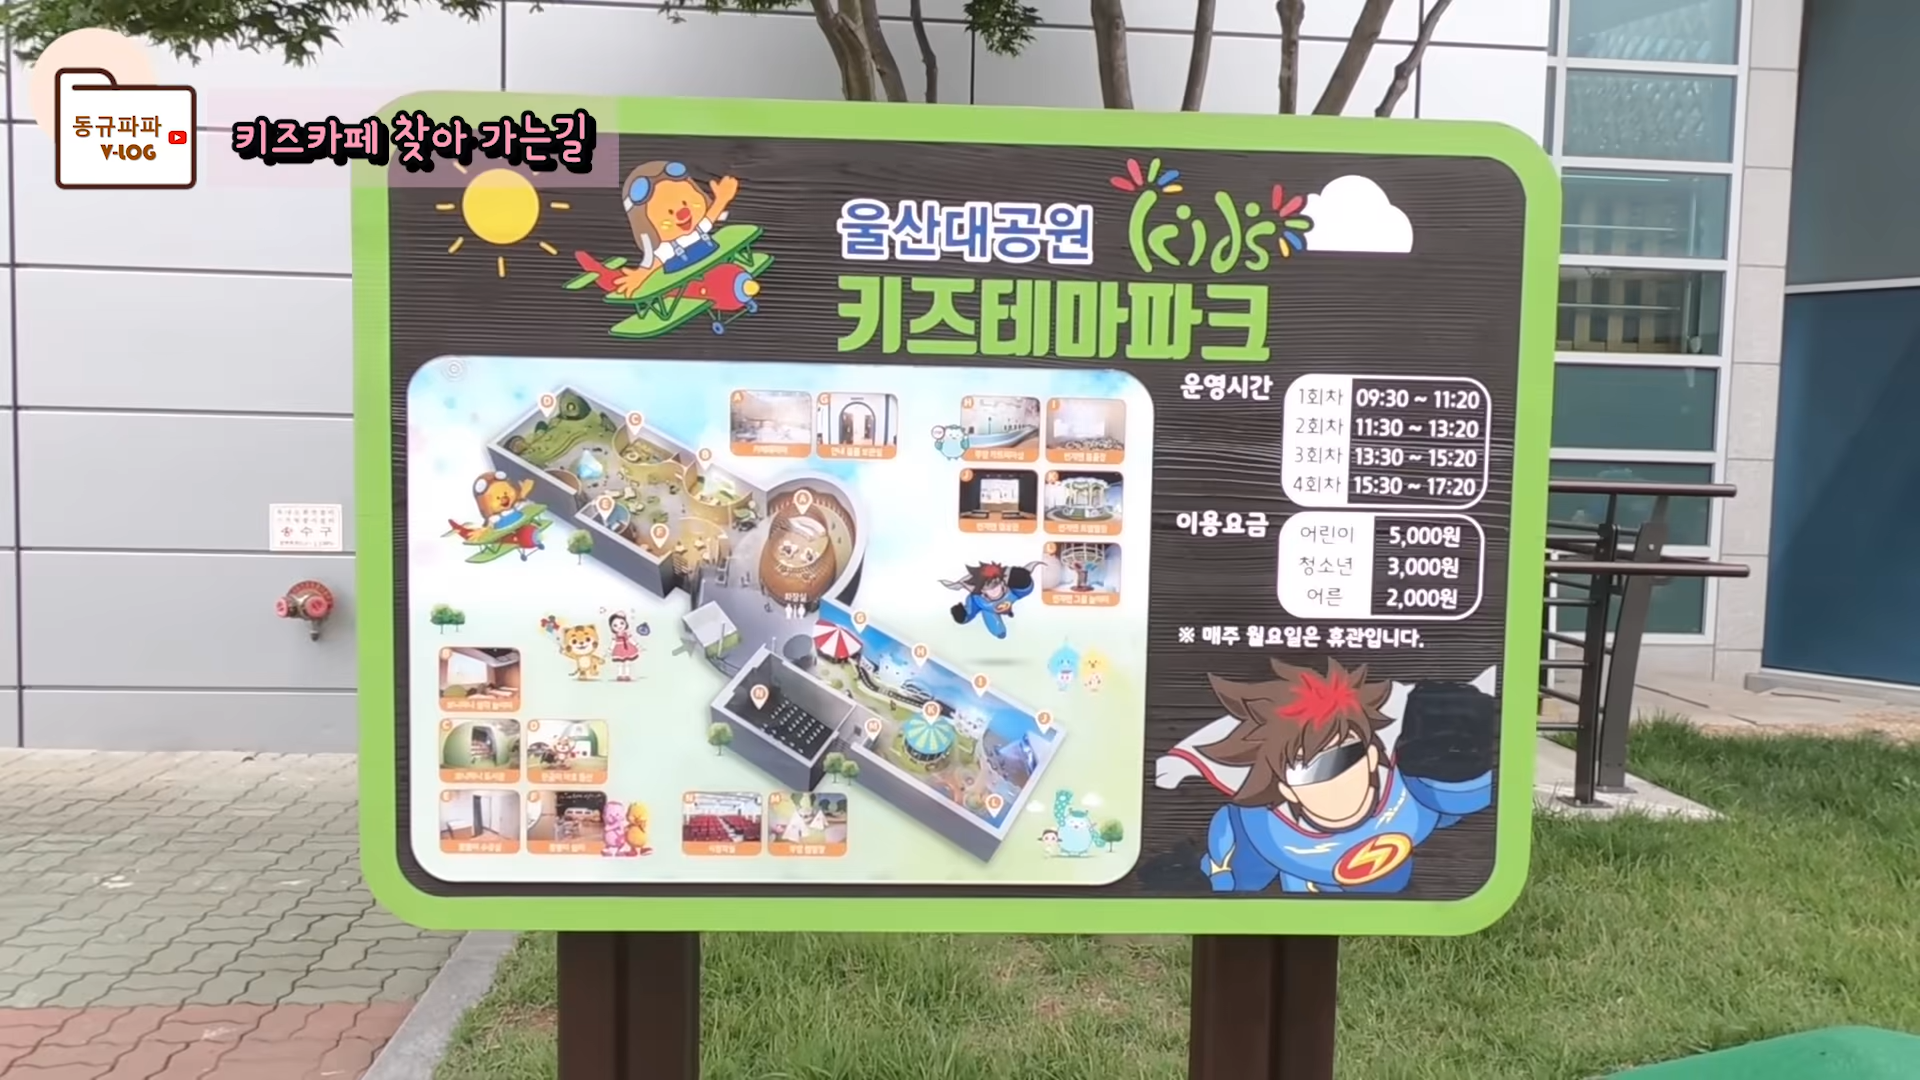 동규파파
V-LOG
키즈카페 찾아 가는길
울산대공원 kids
키즈테마파크
운영시간
1회차 09:30 ~ 11:20
2회차 11:30 ~ 13:20
3회차 13:30 ~ 15:20
4회차 15:30 ~ 17:20
이용요금
어린이 5,000원
청소년 3,000원
어른 2,000원
※ 매주 월요일은 휴관입니다.
D
C
B
A
E
F
화장실
G
H
I
J
K
M
N
L
A
G
H
I
J
C
D
E
F
수구